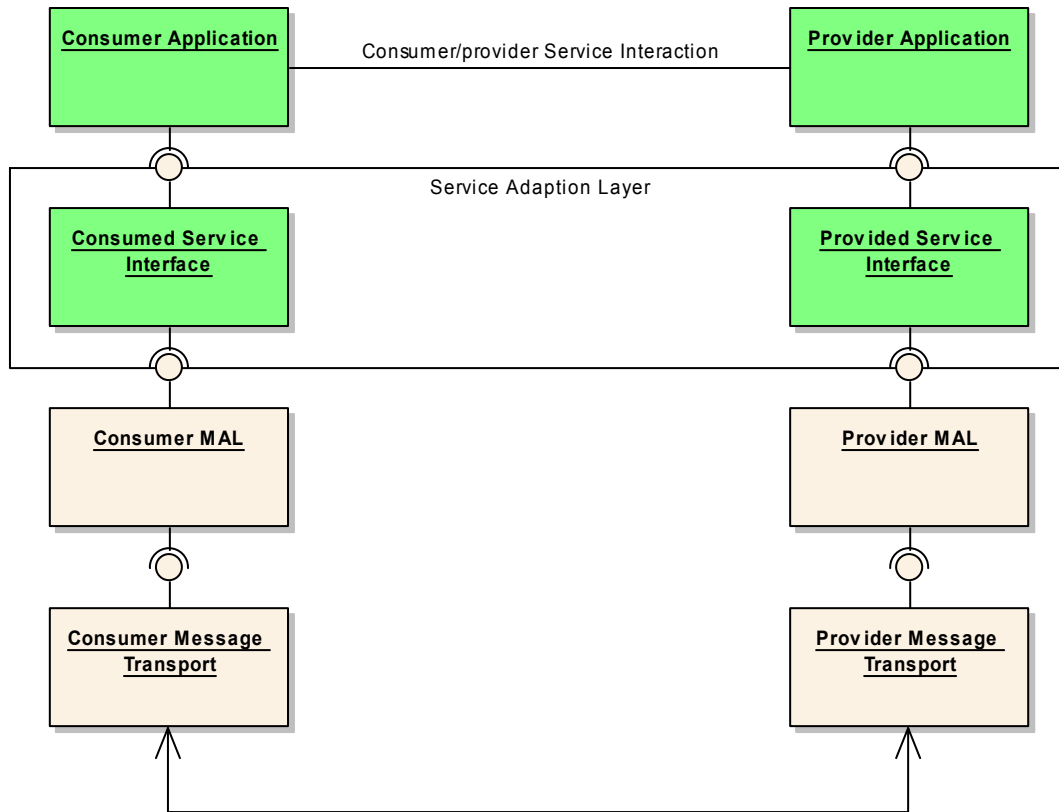 Consumer Application
Consumer/provider Service Interaction
Provider Application
Service Adaption Layer
Consumed Service
Interface
Provided Service
Interface
Consumer MAL
Provider MAL
Consumer Message
Transport
Provider Message
Transport